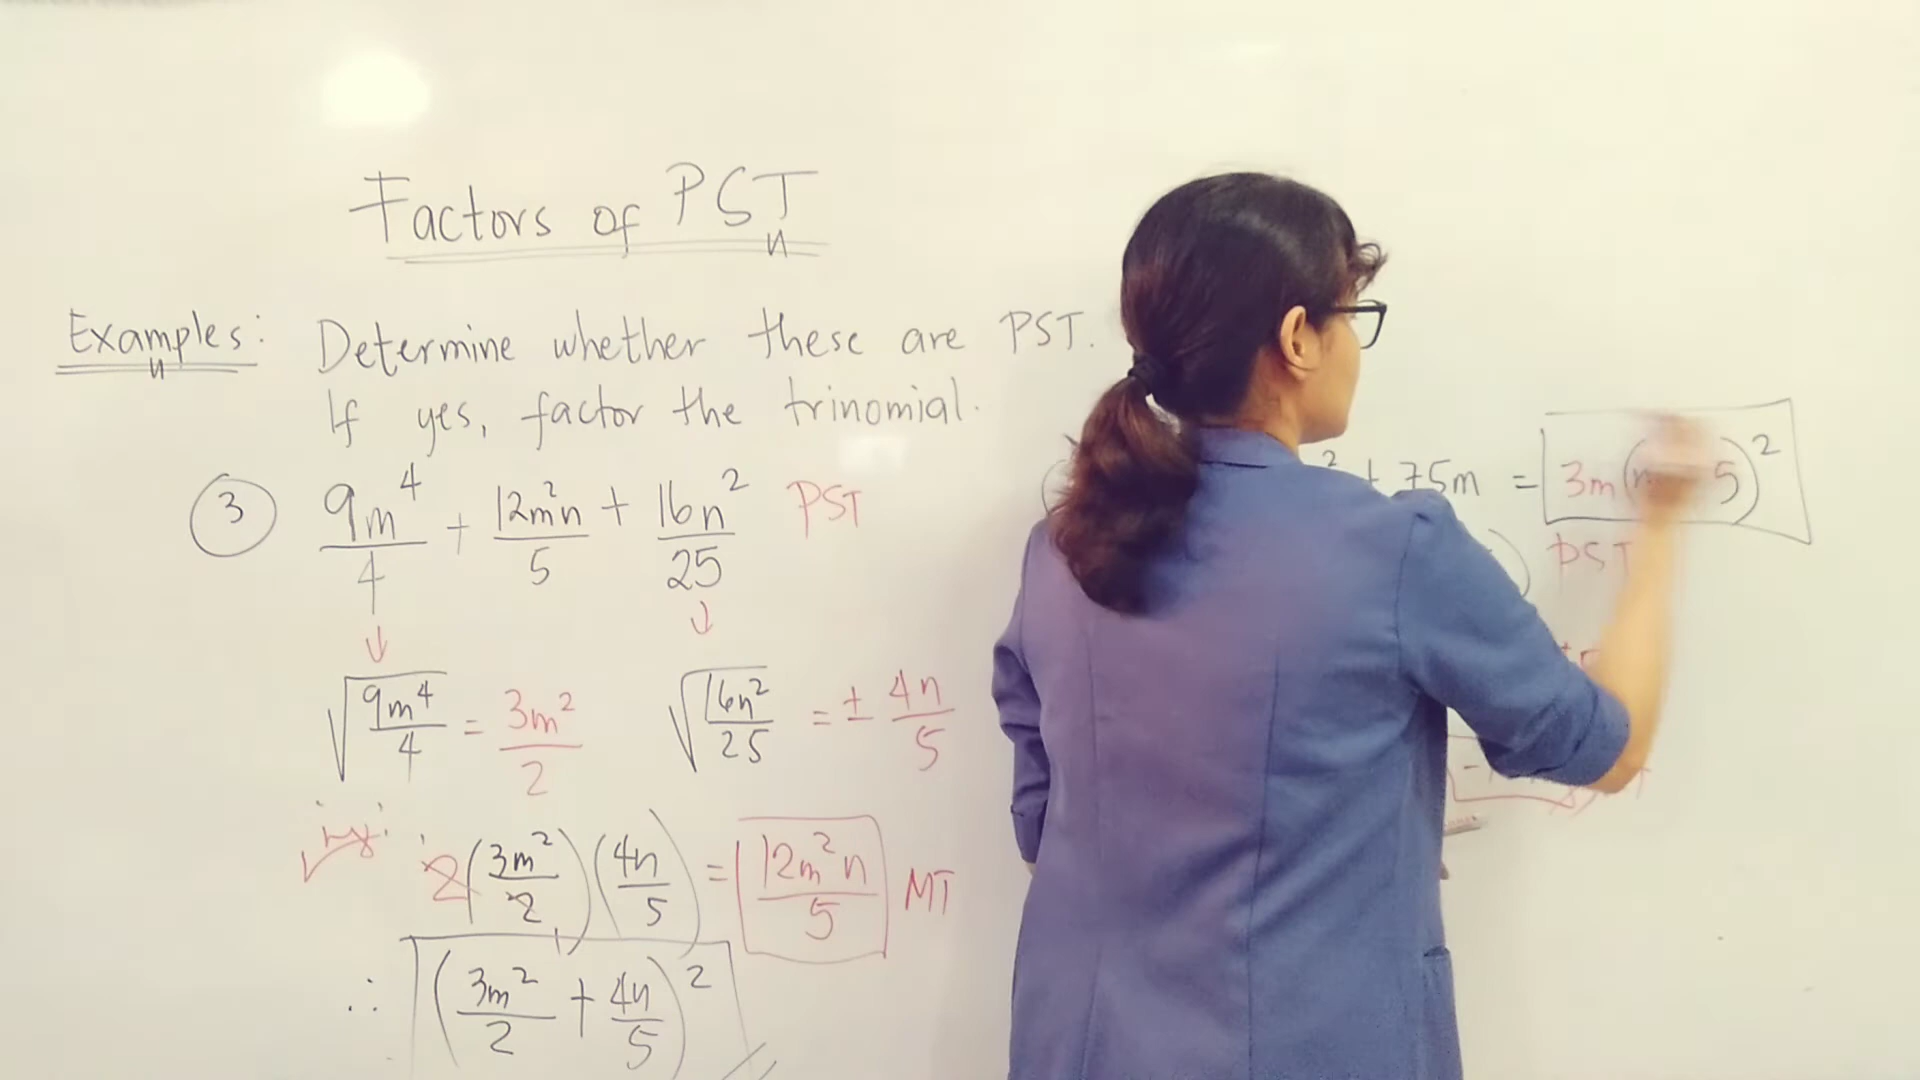 Factors of PST
Examples: Determine whether these are PST.
If yes, factor the trinomial.
③ 9m⁴/4 + 12m²n/5 + 16n²/25 PST
√(9m⁴/4) = 3m²/2 √(16n²/25) = ± 4n/5
2(3m²/2)(4n/5) = 12m²n/5 MT
∴ (3m²/2 + 4n/5)²
² + 75m = 3m( 5)²
PST